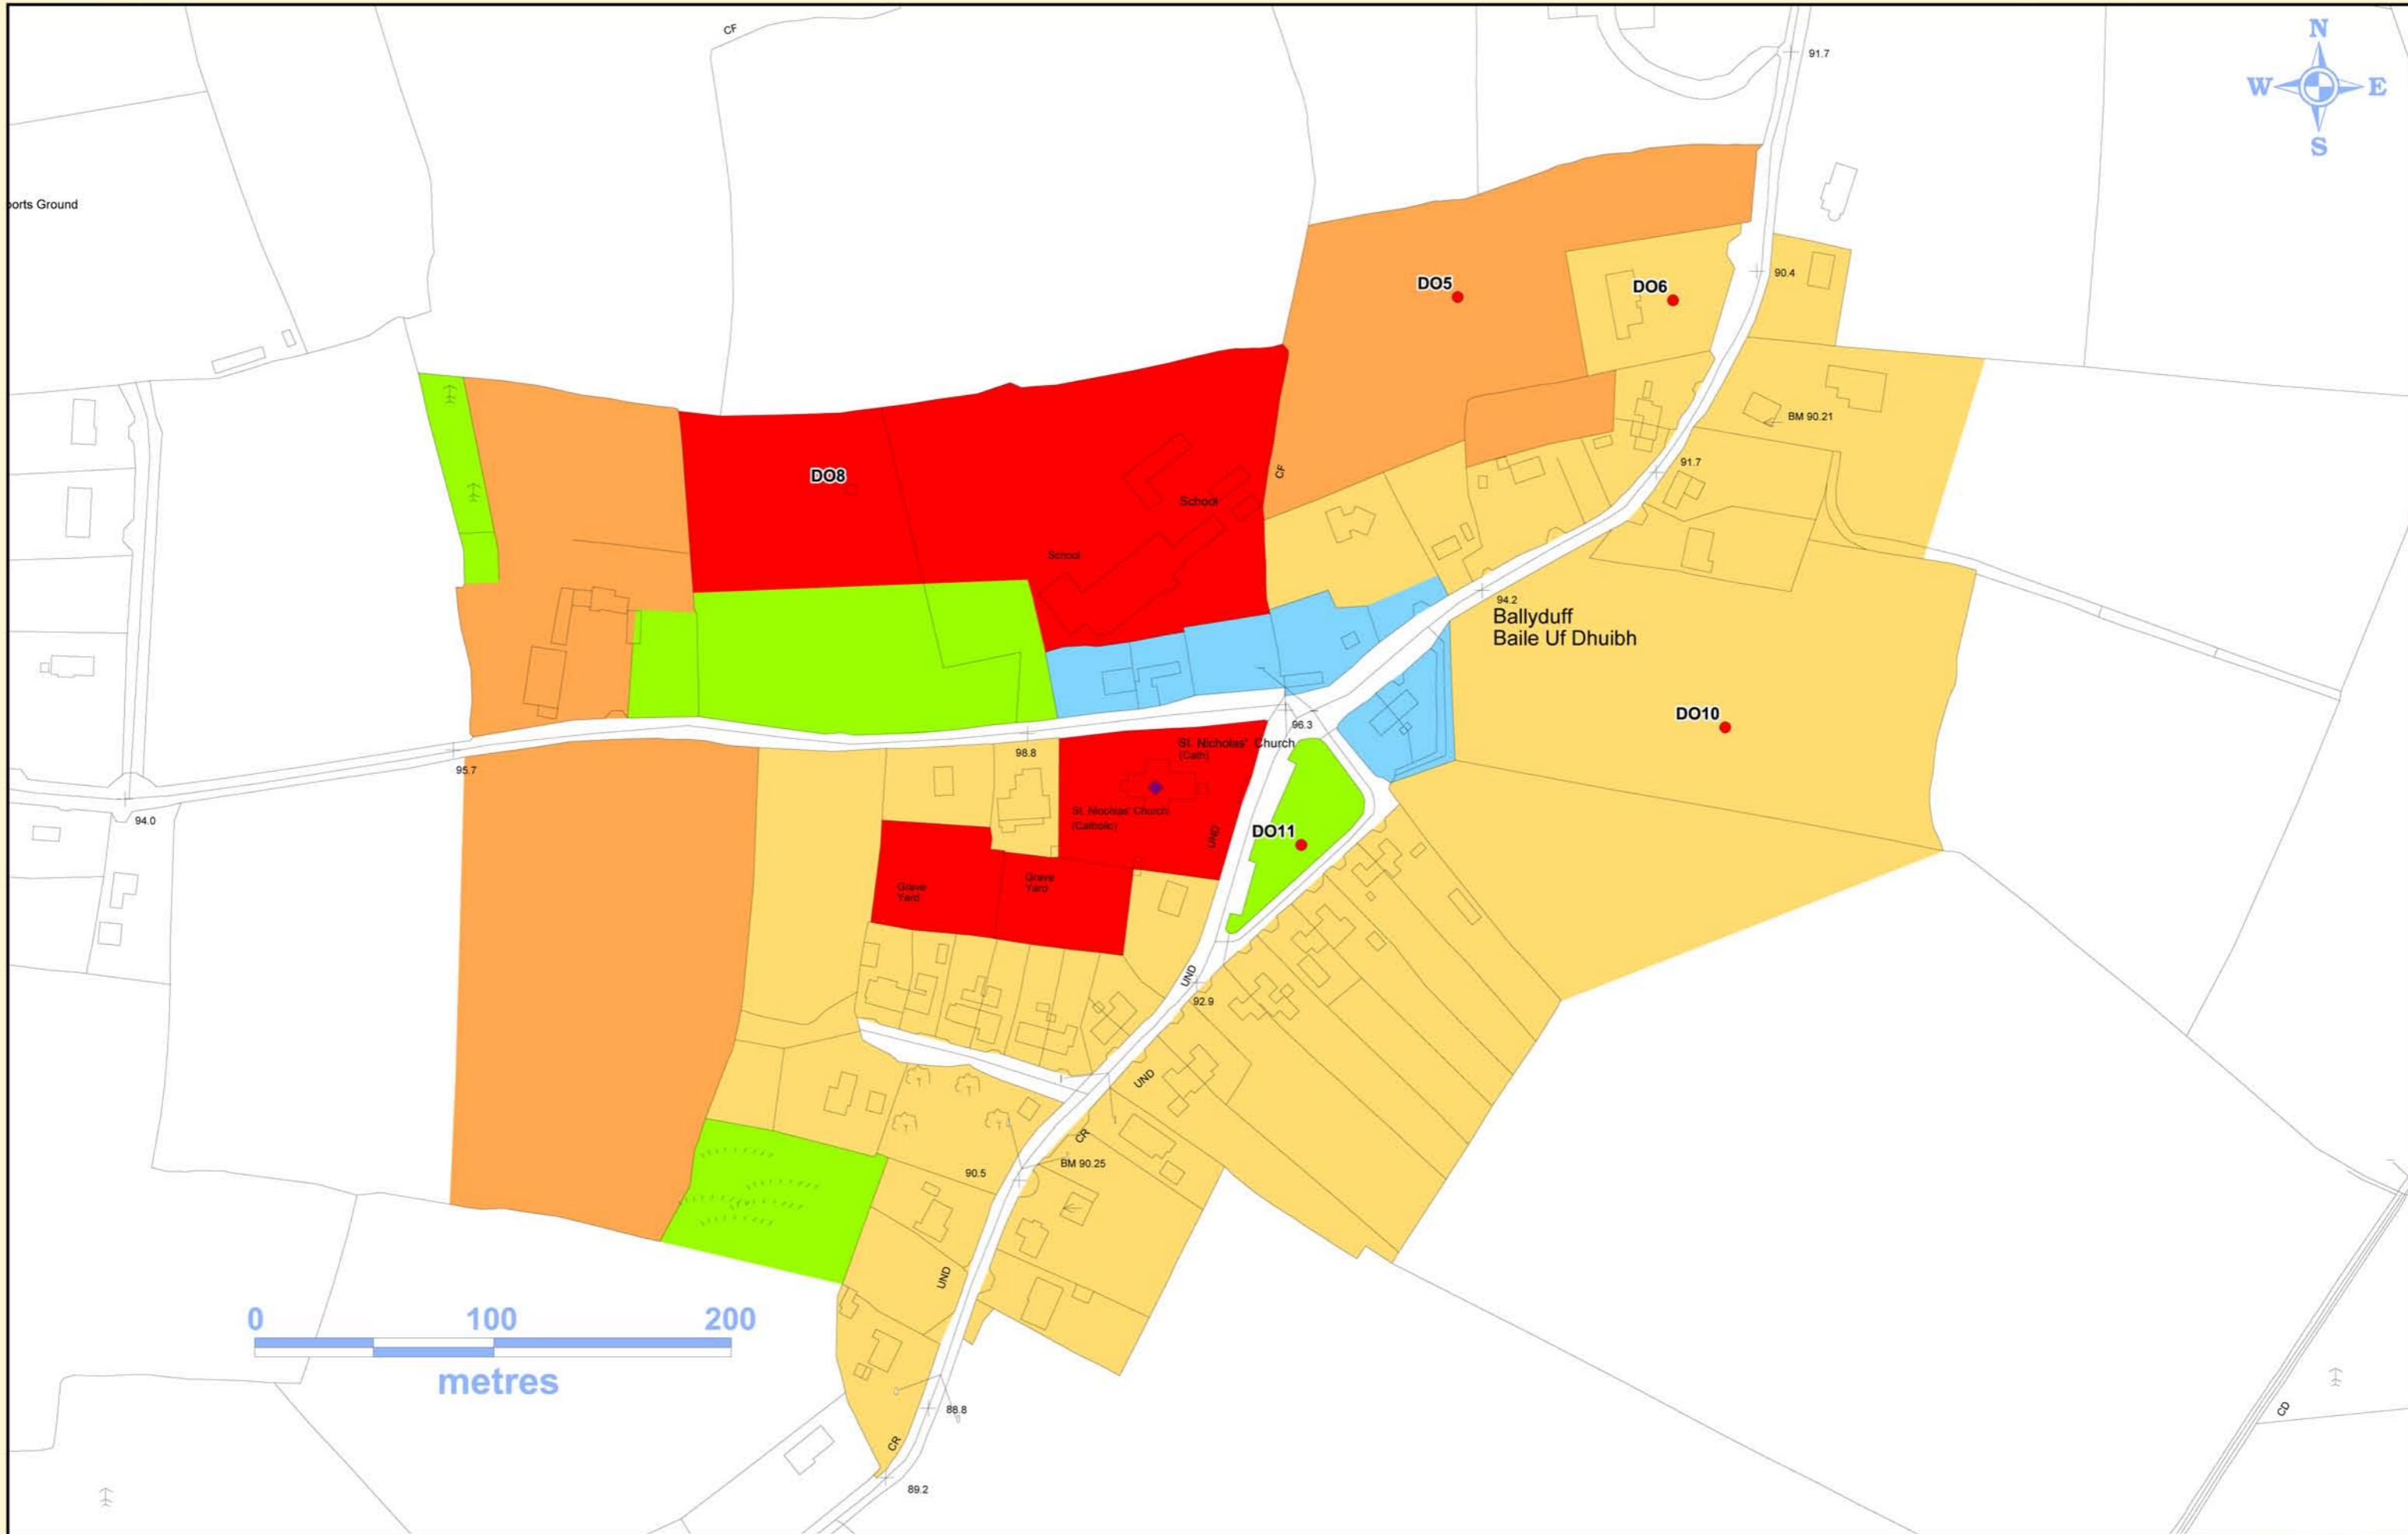 CF
91.7
N
W E
S
orts Ground
90.4
DO5
DO6
BM 90.21
91.7
DO8
CF
School
School
94.2
Ballyduff
Baile Uf Dhuibh
DO10
96.3
98.8
St. Nicholas' Church
(Cath)
95.7
St. Niochlas' Church
(Catholic)
94.0
UND
DO11
Grave
Yard
Grave
Yard
UND
92.9
UND
CR
BM 90.25
90.5
UND
0 100 200
metres
88.8
CR
89.2
CD